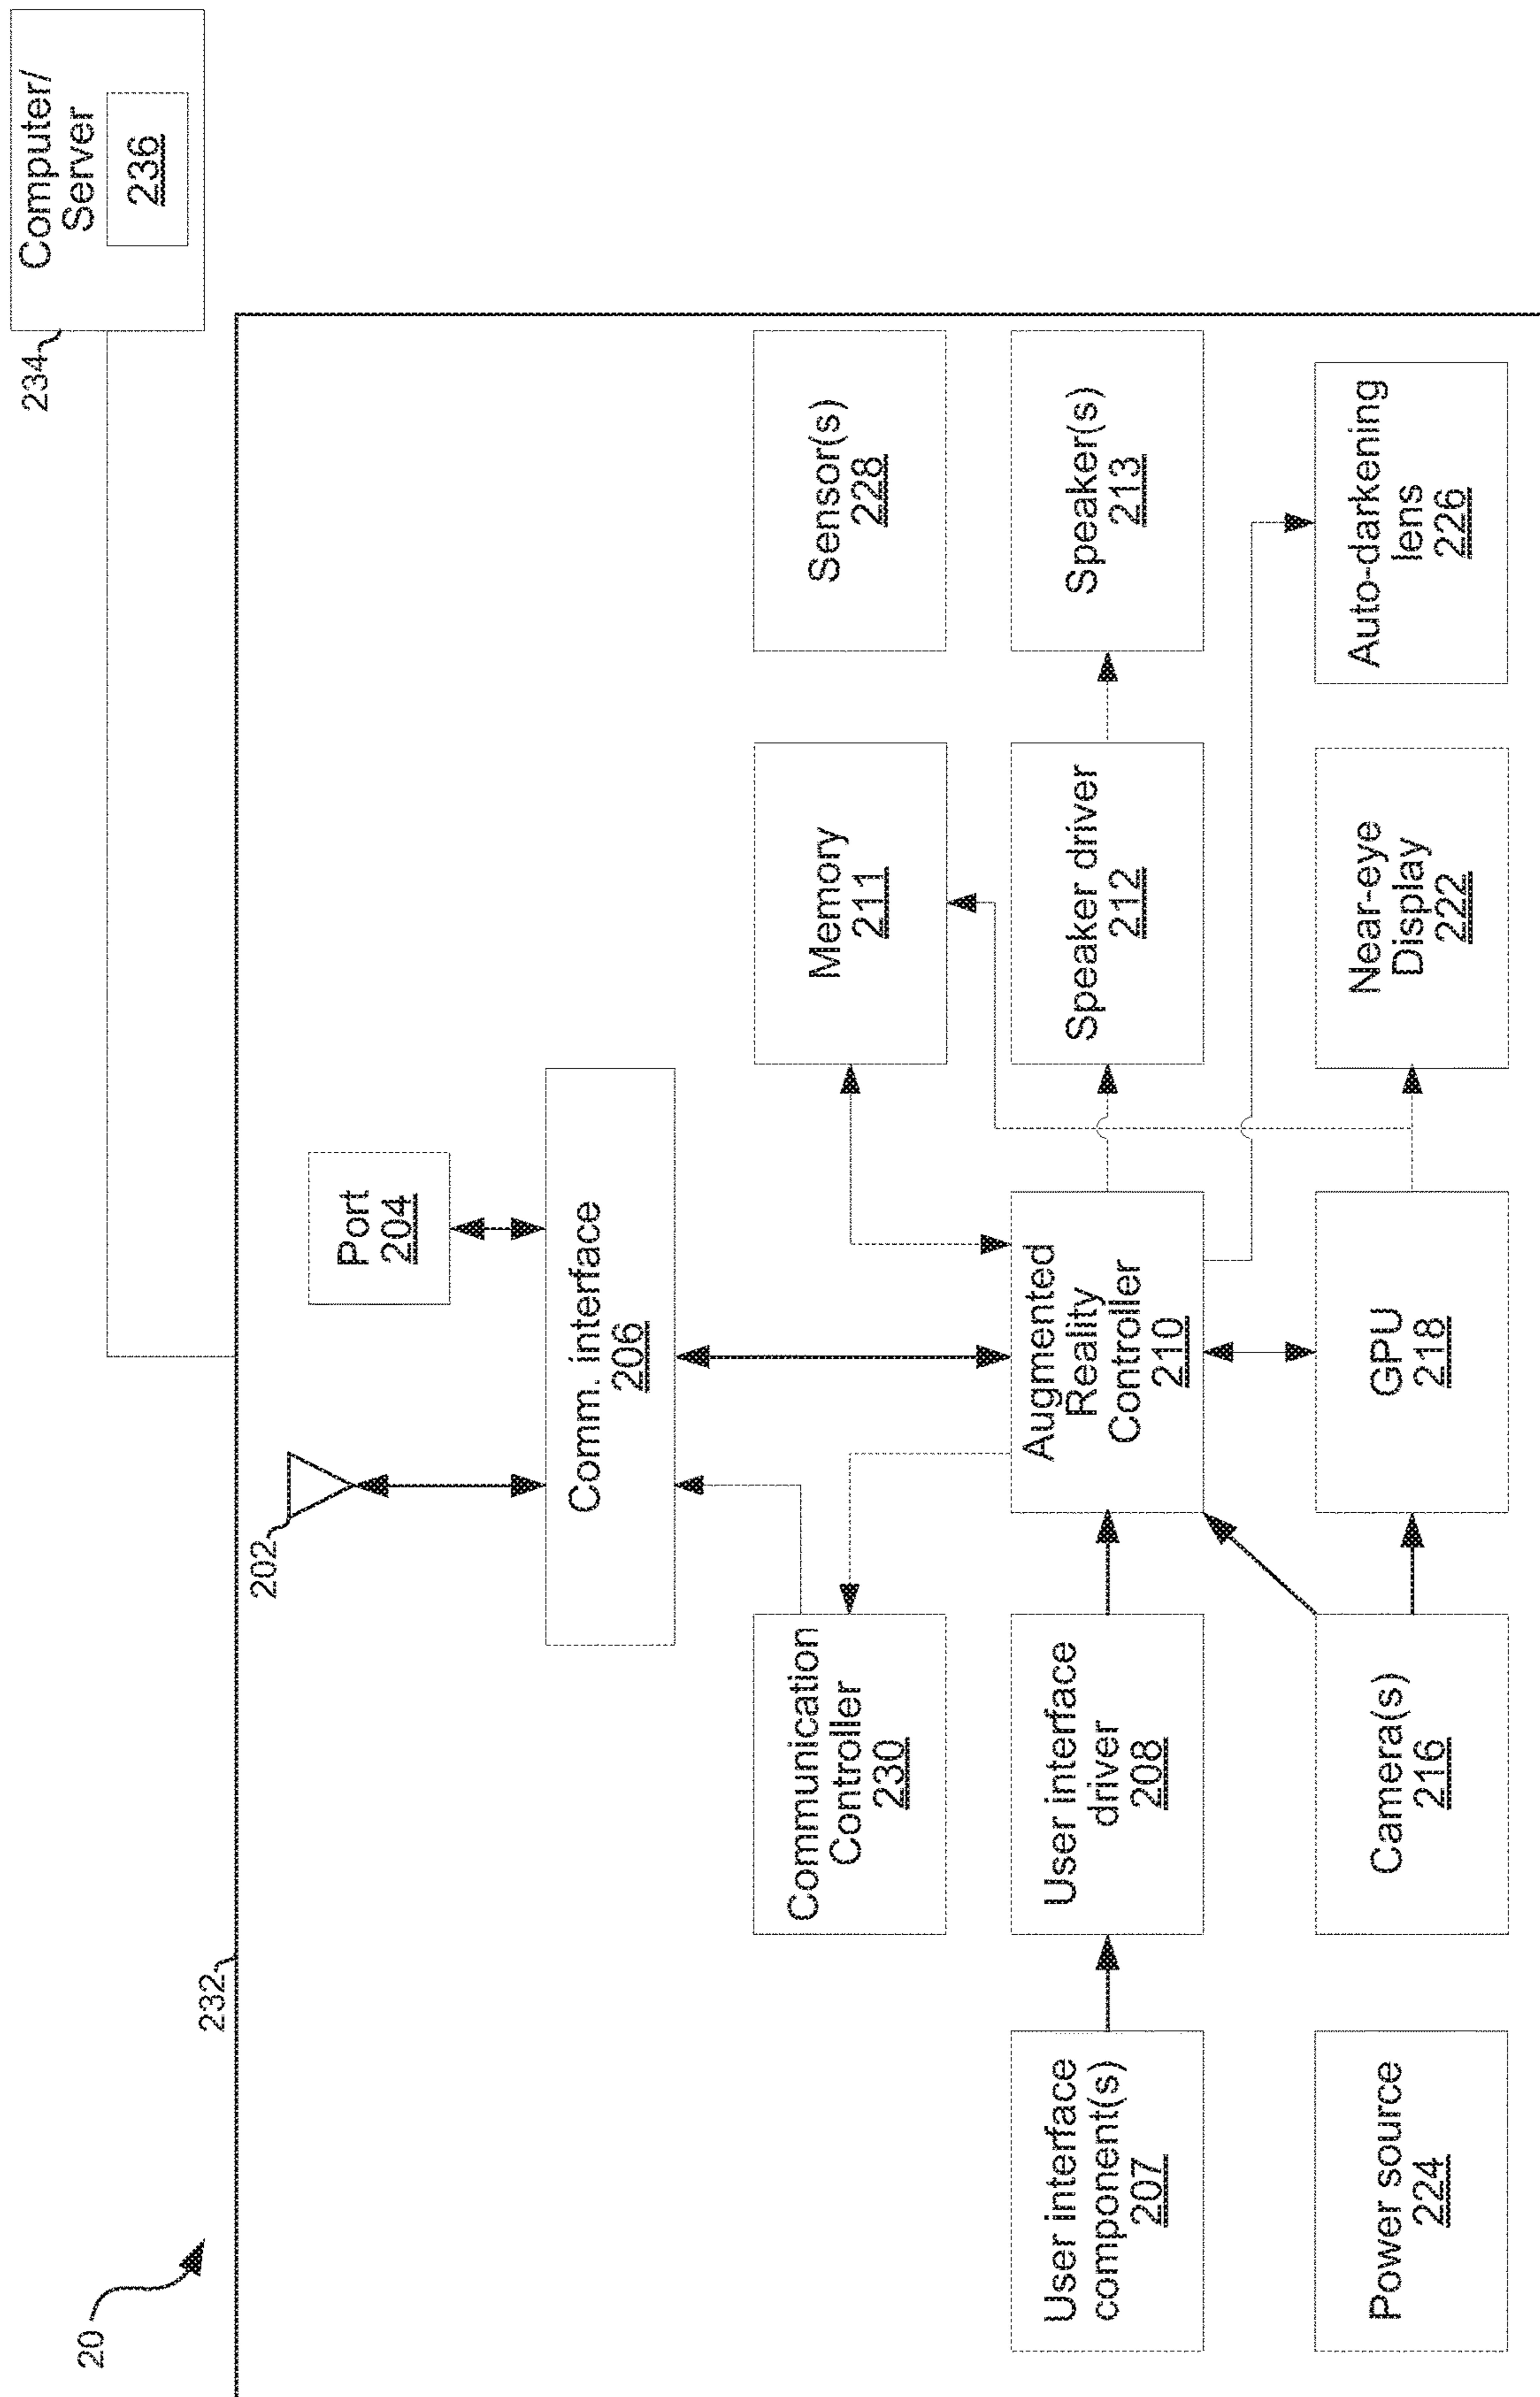 20
232
202
234
Computer/
Server
236
Port
204
Comm. interface
206
Communication
Controller
230
Memory
211
Sensor(s)
228
User interface
component(s)
207
User interface
driver
208
Augmented
Reality
Controller
210
Speaker driver
212
Speaker(s)
213
Power source
224
Camera(s)
216
GPU
218
Near-eye
Display
222
Auto-darkening
lens
226